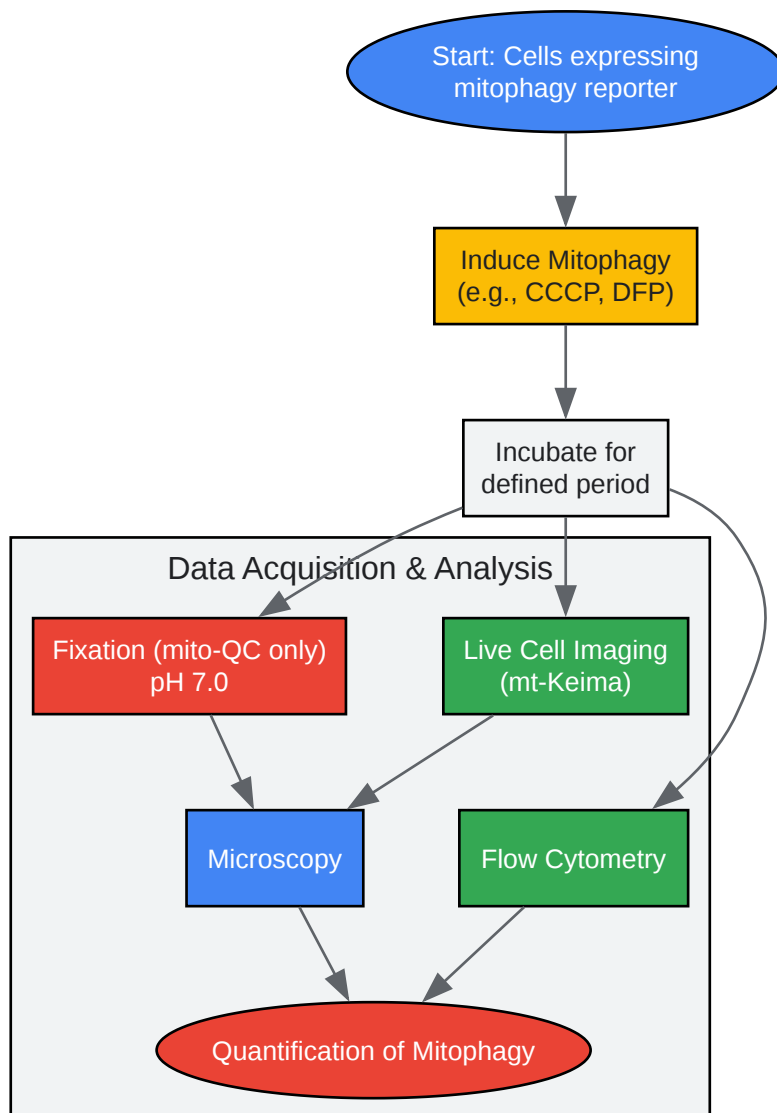 Start: Cells expressing
mitophagy reporter
Induce Mitophagy
(e.g., CCCP, DFP)
Incubate for
defined period
Data Acquisition & Analysis
Fixation (mito-QC only)
pH 7.0
Live Cell Imaging
(mt-Keima)
Microscopy
Flow Cytometry
Quantification of Mitophagy